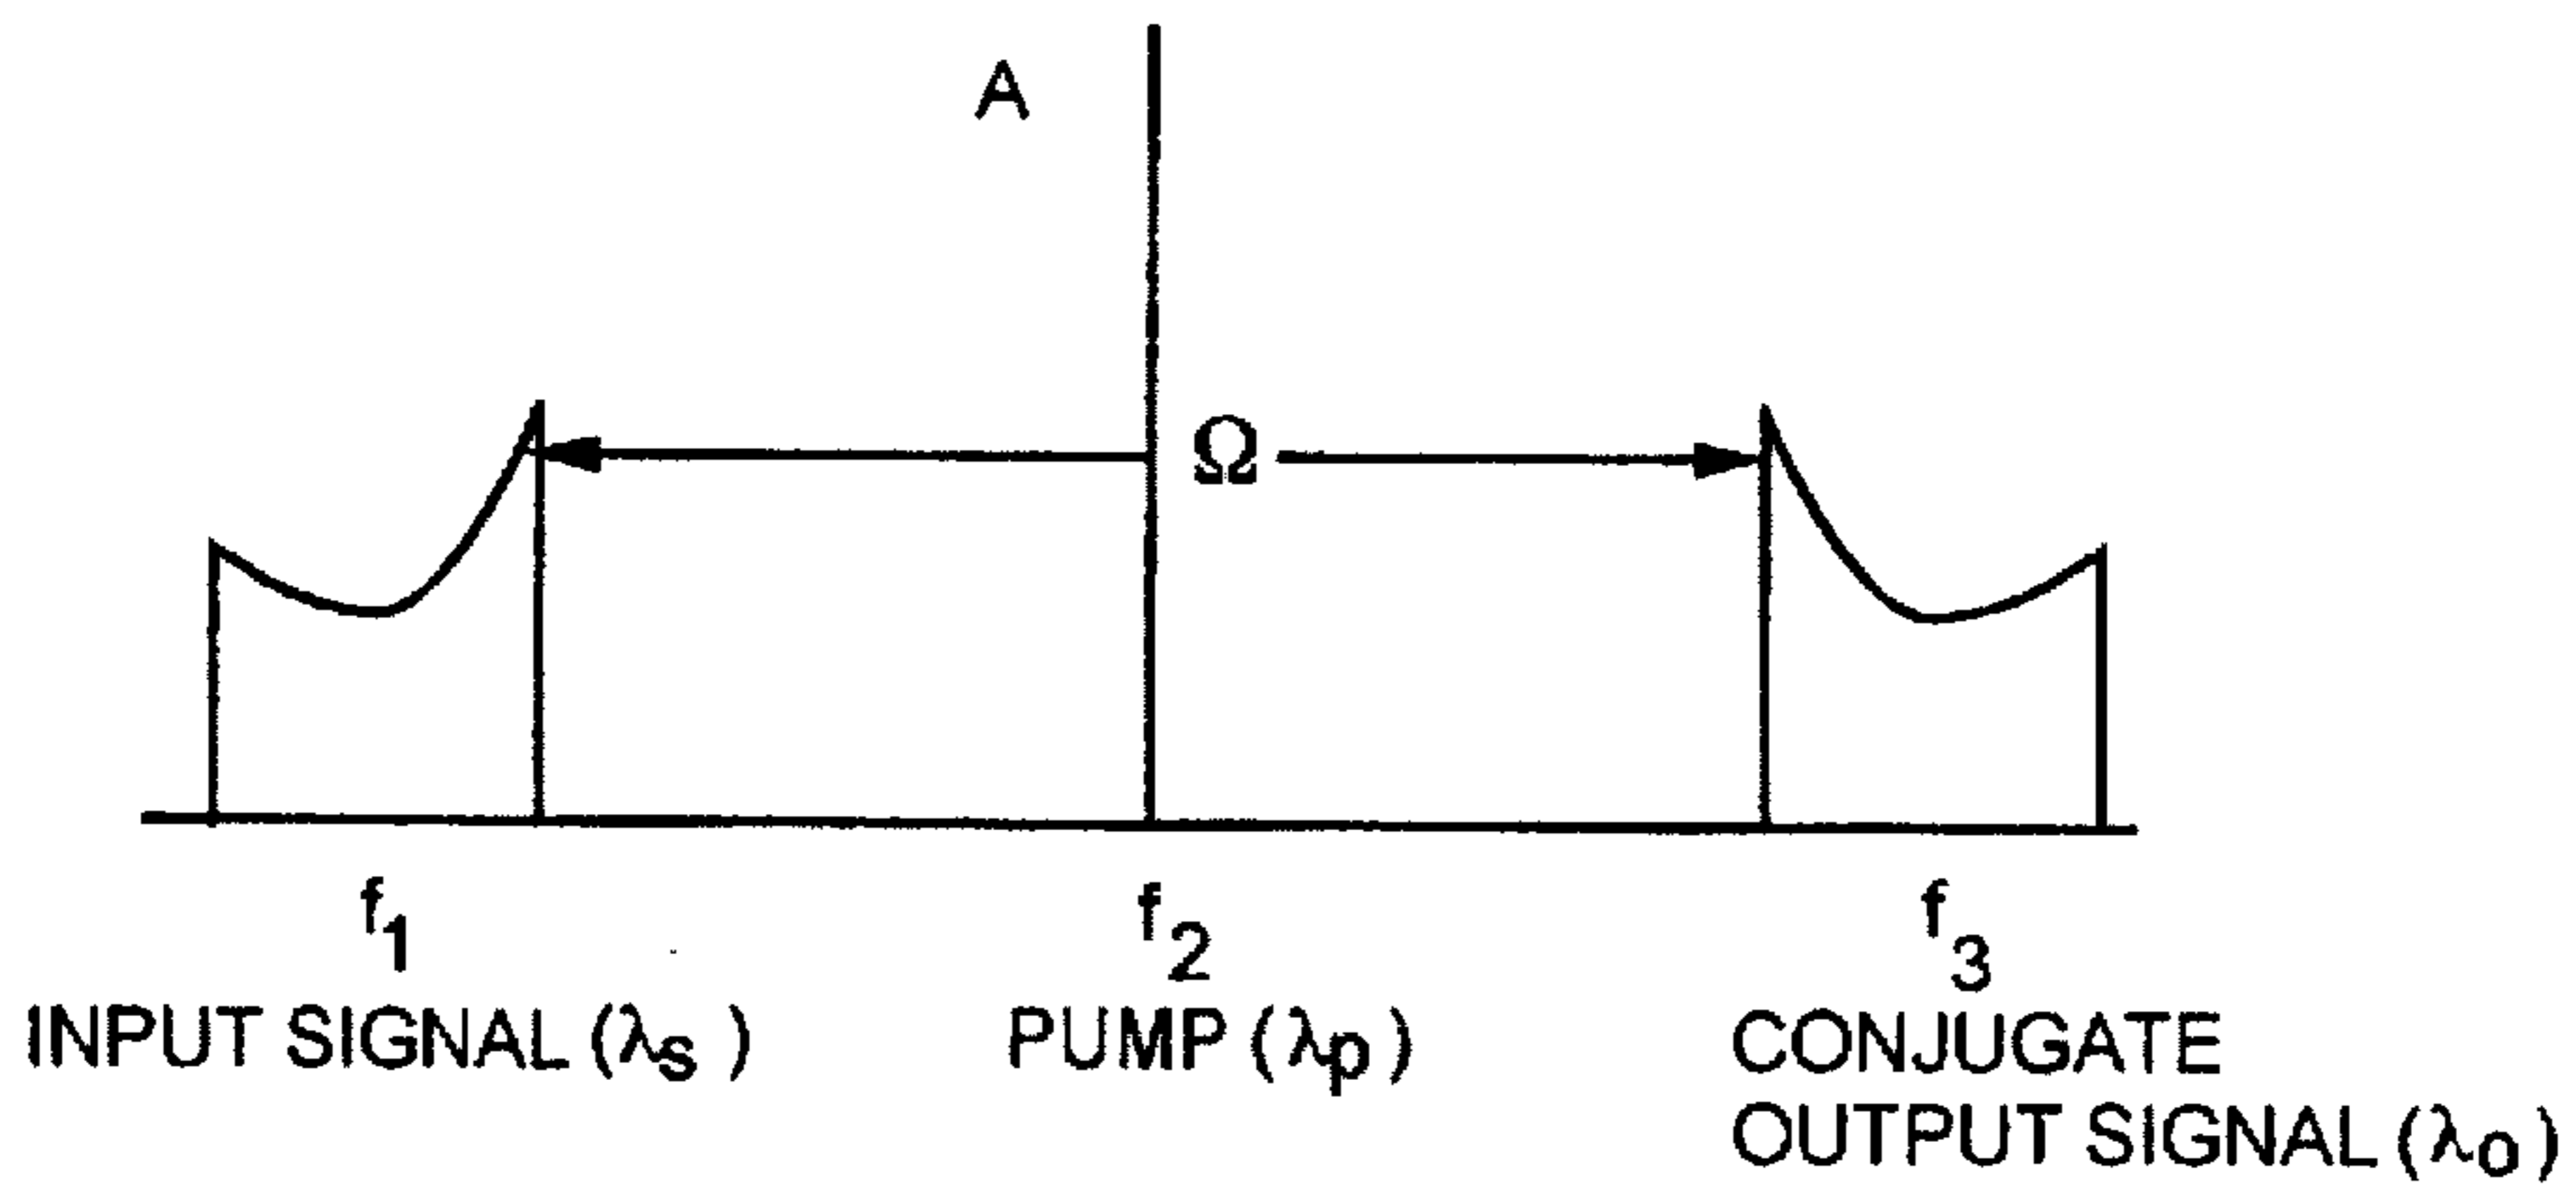 A
Ω
f1
f2
f3
INPUT SIGNAL (λs)
PUMP (λp)
CONJUGATE
OUTPUT SIGNAL (λo)